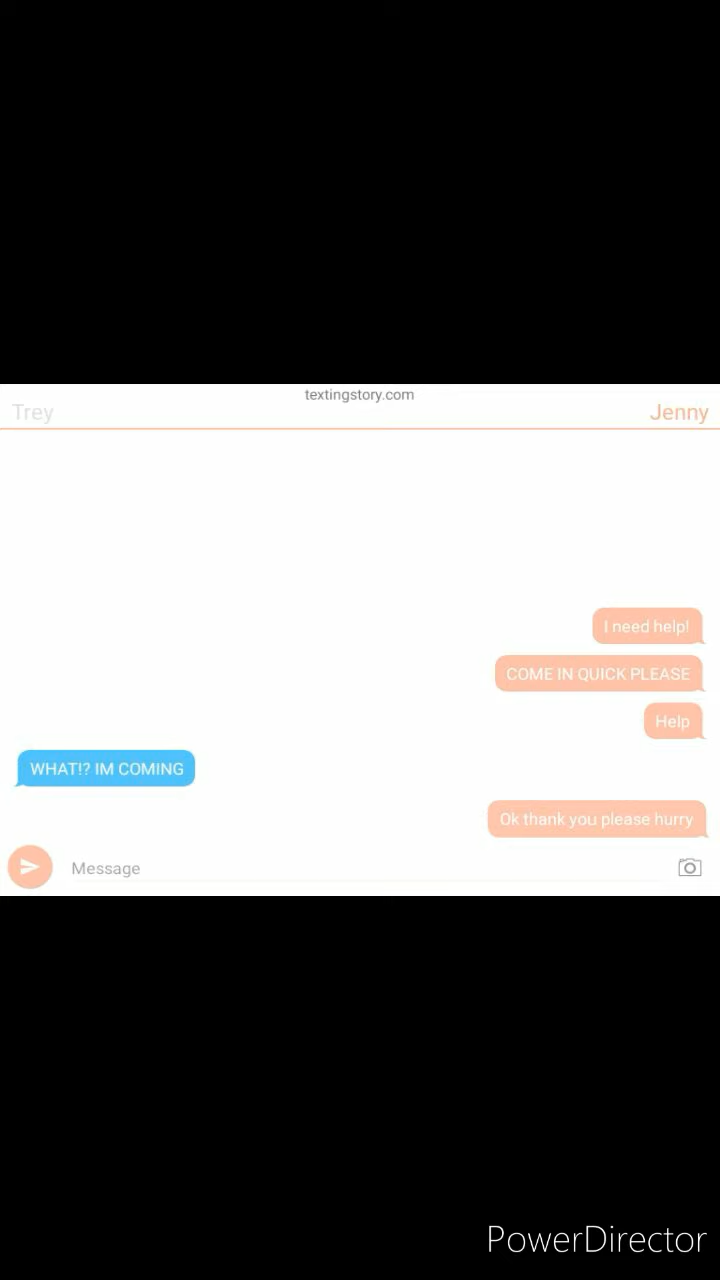 textingstory.com
Trey
Jenny
I need help!
COME IN QUICK PLEASE
Help
WHAT!? IM COMING
Ok thank you please hurry
Message
PowerDirector